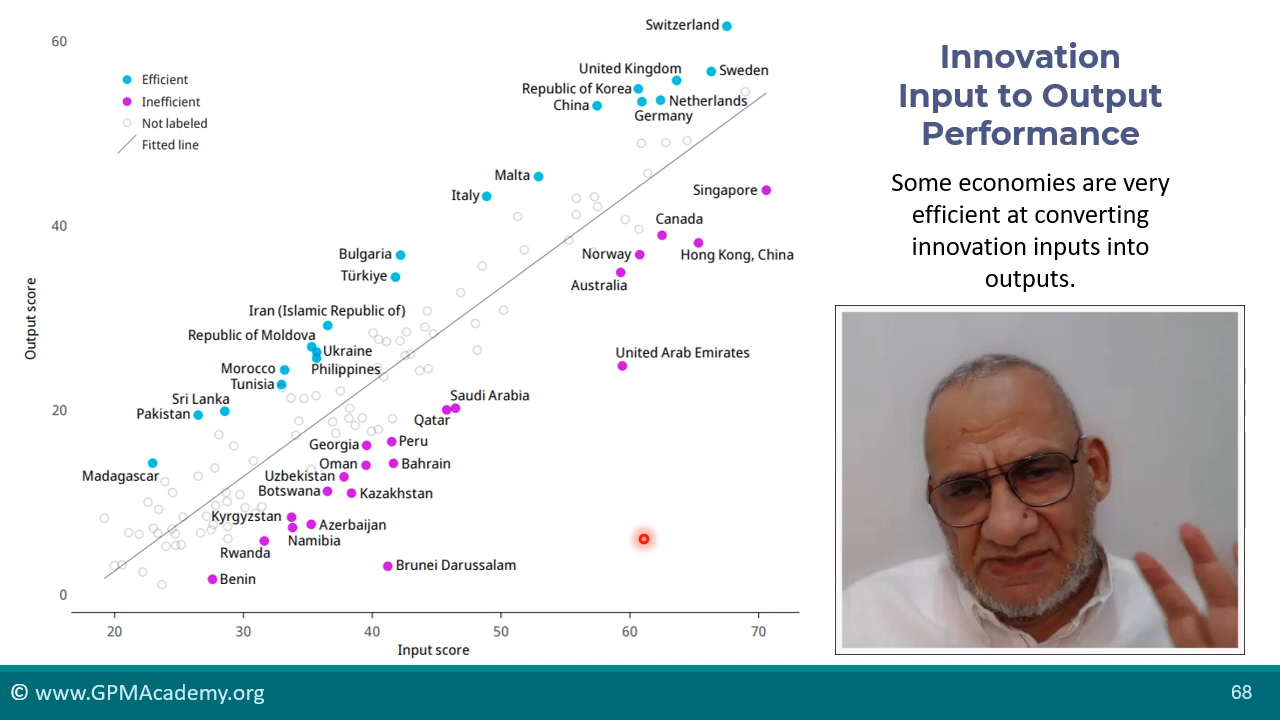 Innovation
Input to Output
Performance
Some economies are very
efficient at converting
innovation inputs into
outputs.
Output score
60
40
20
0
Efficient
Inefficient
Not labeled
Fitted line
Switzerland
United Kingdom
Sweden
Republic of Korea
China
Netherlands
Germany
Malta
Italy
Singapore
Canada
Bulgaria
Norway
Hong Kong, China
Türkiye
Australia
Iran (Islamic Republic of)
Republic of Moldova
Ukraine
United Arab Emirates
Morocco
Philippines
Tunisia
Sri Lanka
Saudi Arabia
Pakistan
Qatar
Georgia
Peru
Oman
Bahrain
Madagascar
Uzbekistan
Botswana
Kazakhstan
Kyrgyzstan
Azerbaijan
Namibia
Rwanda
Brunei Darussalam
Benin
20
30
40
50
60
70
Input score
© www.GPMAcademy.org
68